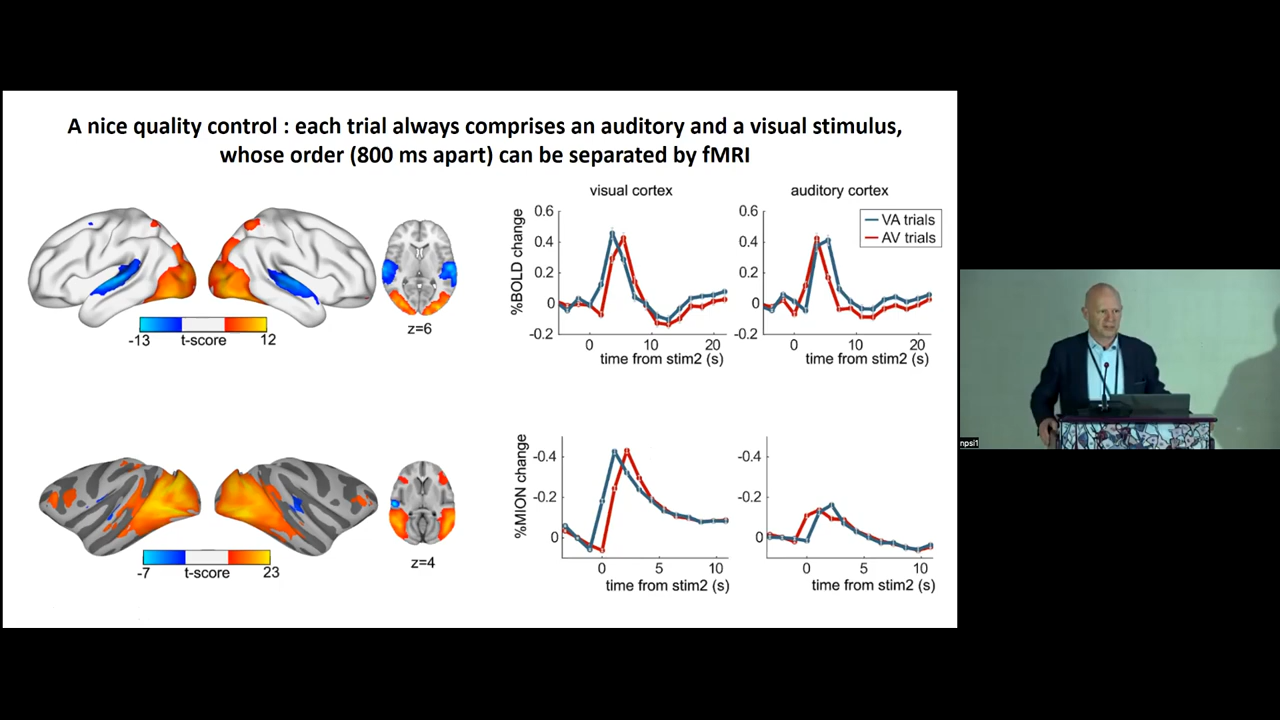 A nice quality control : each trial always comprises an auditory and a visual stimulus,
whose order (800 ms apart) can be separated by fMRI
visual cortex
auditory cortex
%BOLD change
0.6
0.4
0.2
0
-0.2
0 10 20
time from stim2 (s)
0.6
0.4
0.2
0
-0.2
0 10 20
time from stim2 (s)
VA trials
AV trials
-13 t-score 12
z=6
%MION change
-0.4
-0.2
0
0 5 10
time from stim2 (s)
-0.4
-0.2
0
0 5 10
time from stim2 (s)
-7 t-score 23
z=4
npsi1